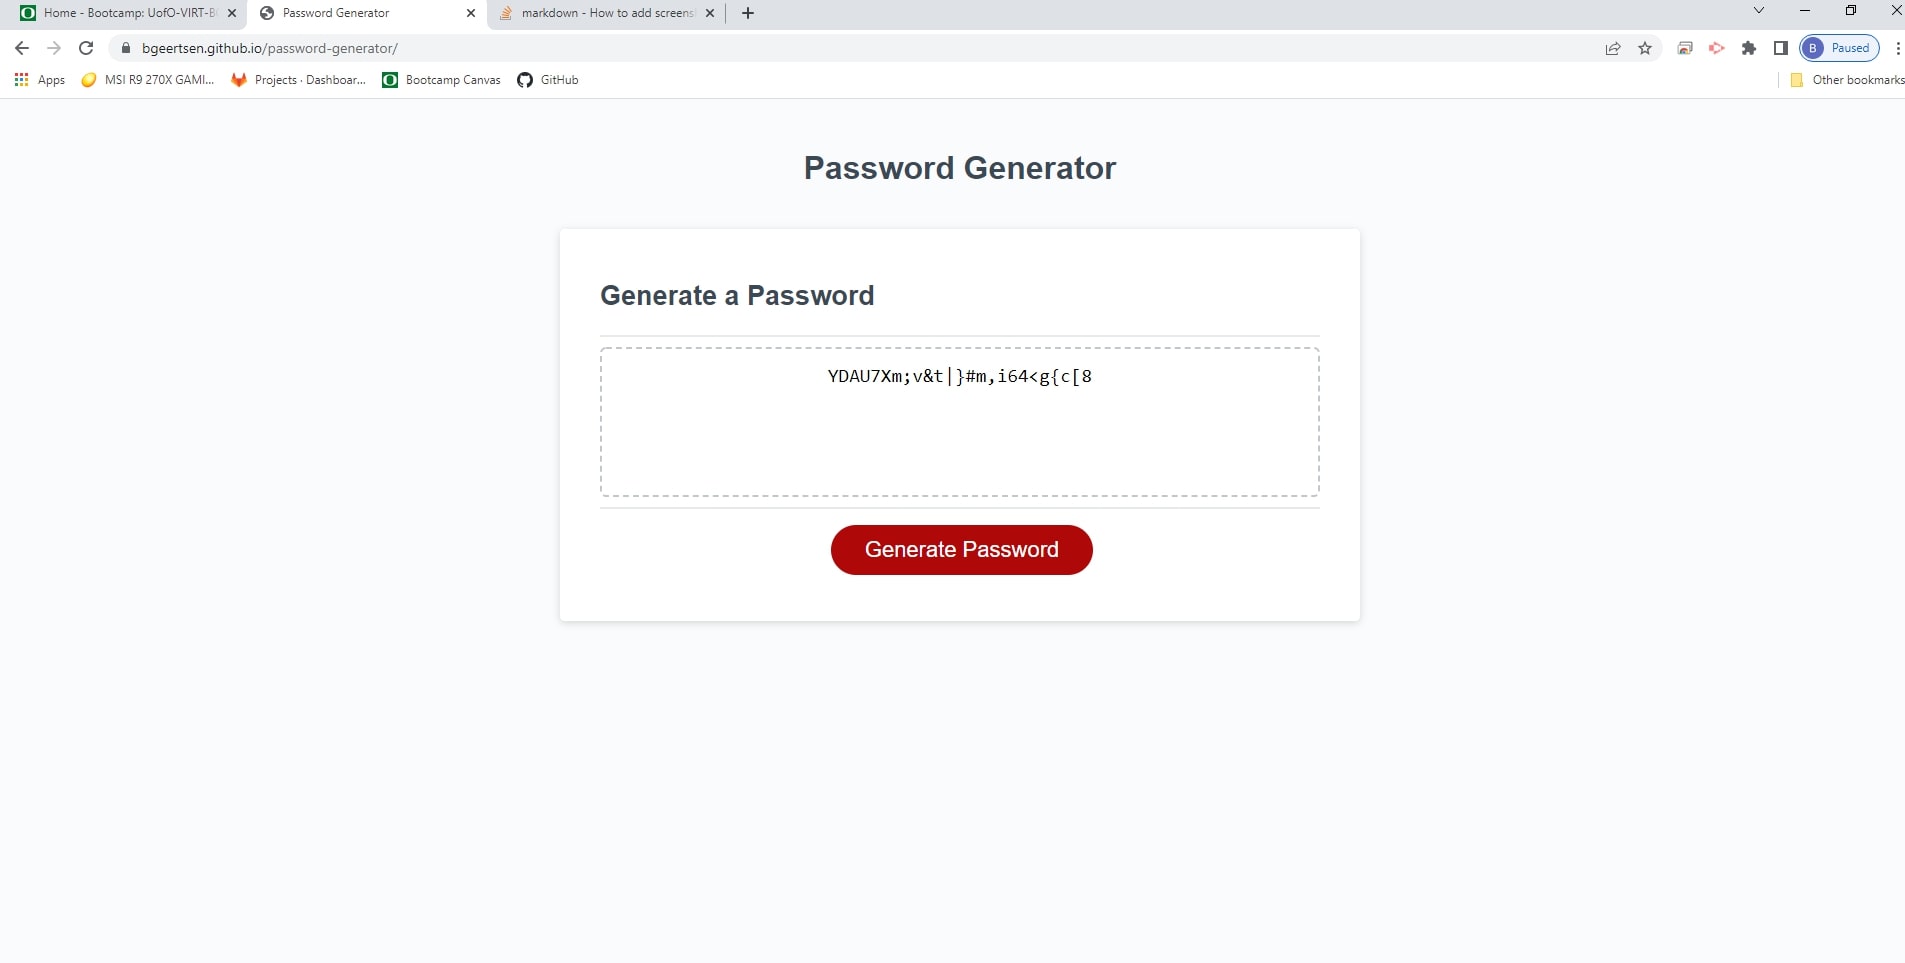 Home - Bootcamp: UofO-VIRT-B
Password Generator
markdown - How to add screens
bgeertsen.github.io/password-generator/
B Paused
Apps
MSI R9 270X GAMI...
Projects · Dashboar...
Bootcamp Canvas
GitHub
Other bookmarks
Password Generator
Generate a Password
YDAU7Xm;v&t|}#m,i64<g{c[8
Generate Password